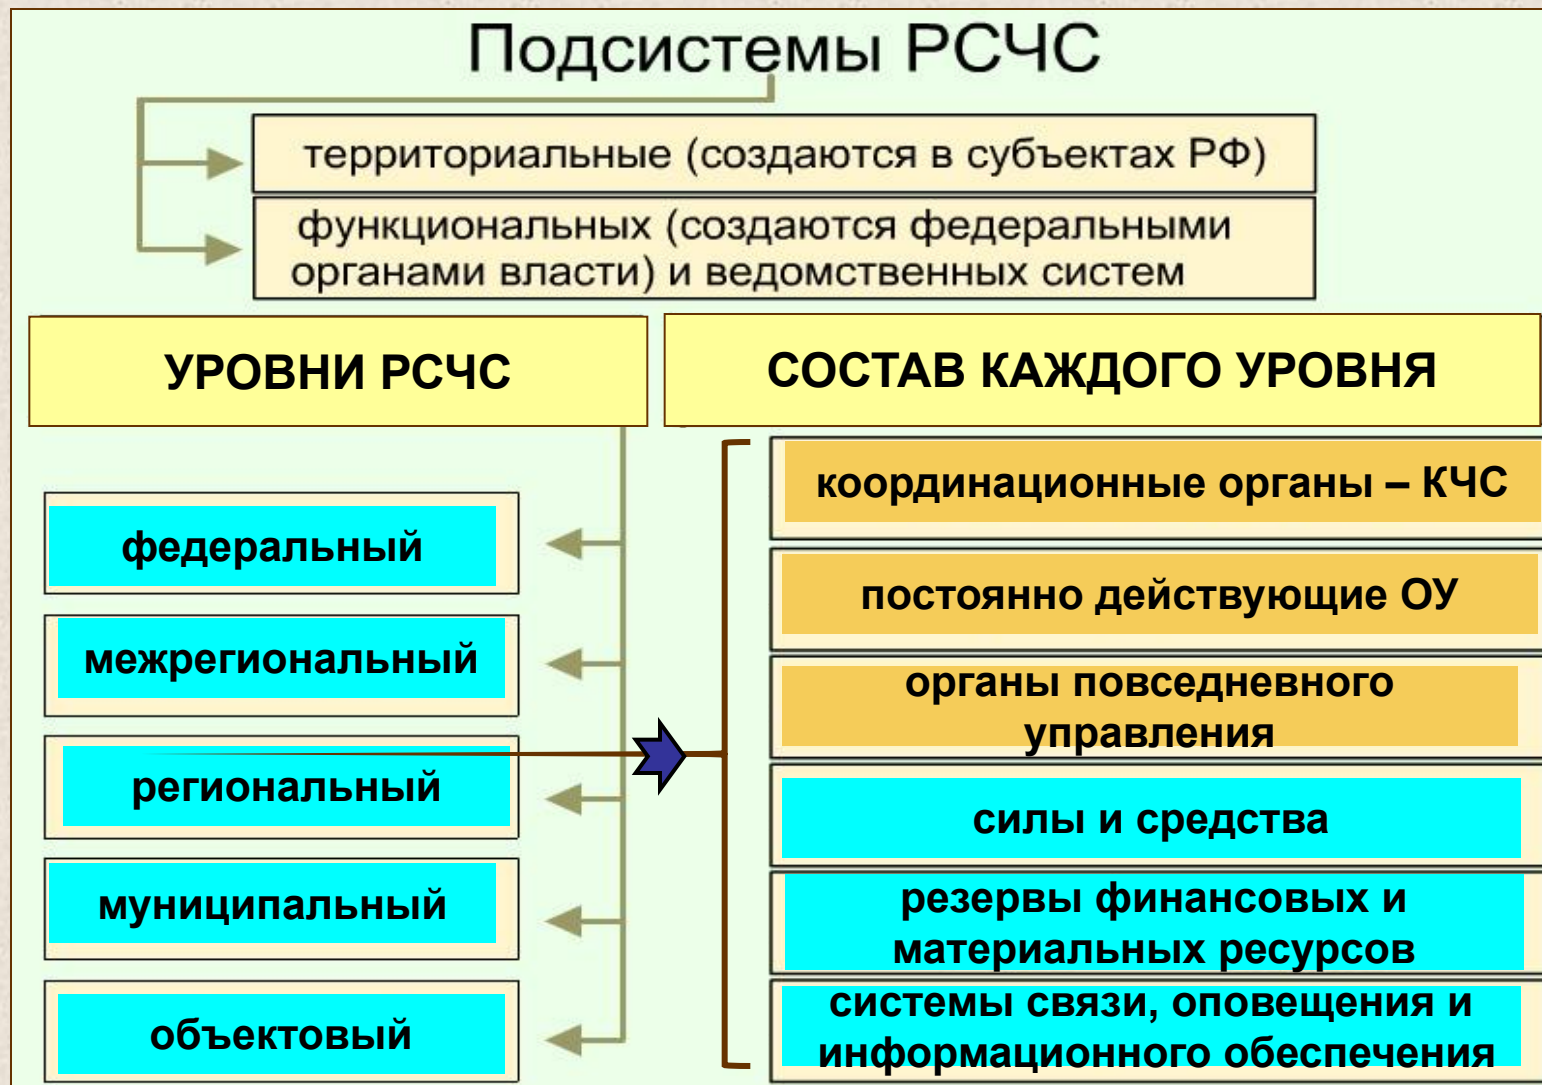 Подсистемы РСЧС
территориальные (создаются в субъектах РФ)
функциональных (создаются федеральными
органами власти) и ведомственных систем
УРОВНИ РСЧС
федеральный
межрегиональный
региональный
муниципальный
объектовый
СОСТАВ КАЖДОГО УРОВНЯ
координационные органы – КЧС
постоянно действующие ОУ
органы повседневного
управления
силы и средства
резервы финансовых и
материальных ресурсов
системы связи, оповещения и
информационного обеспечения